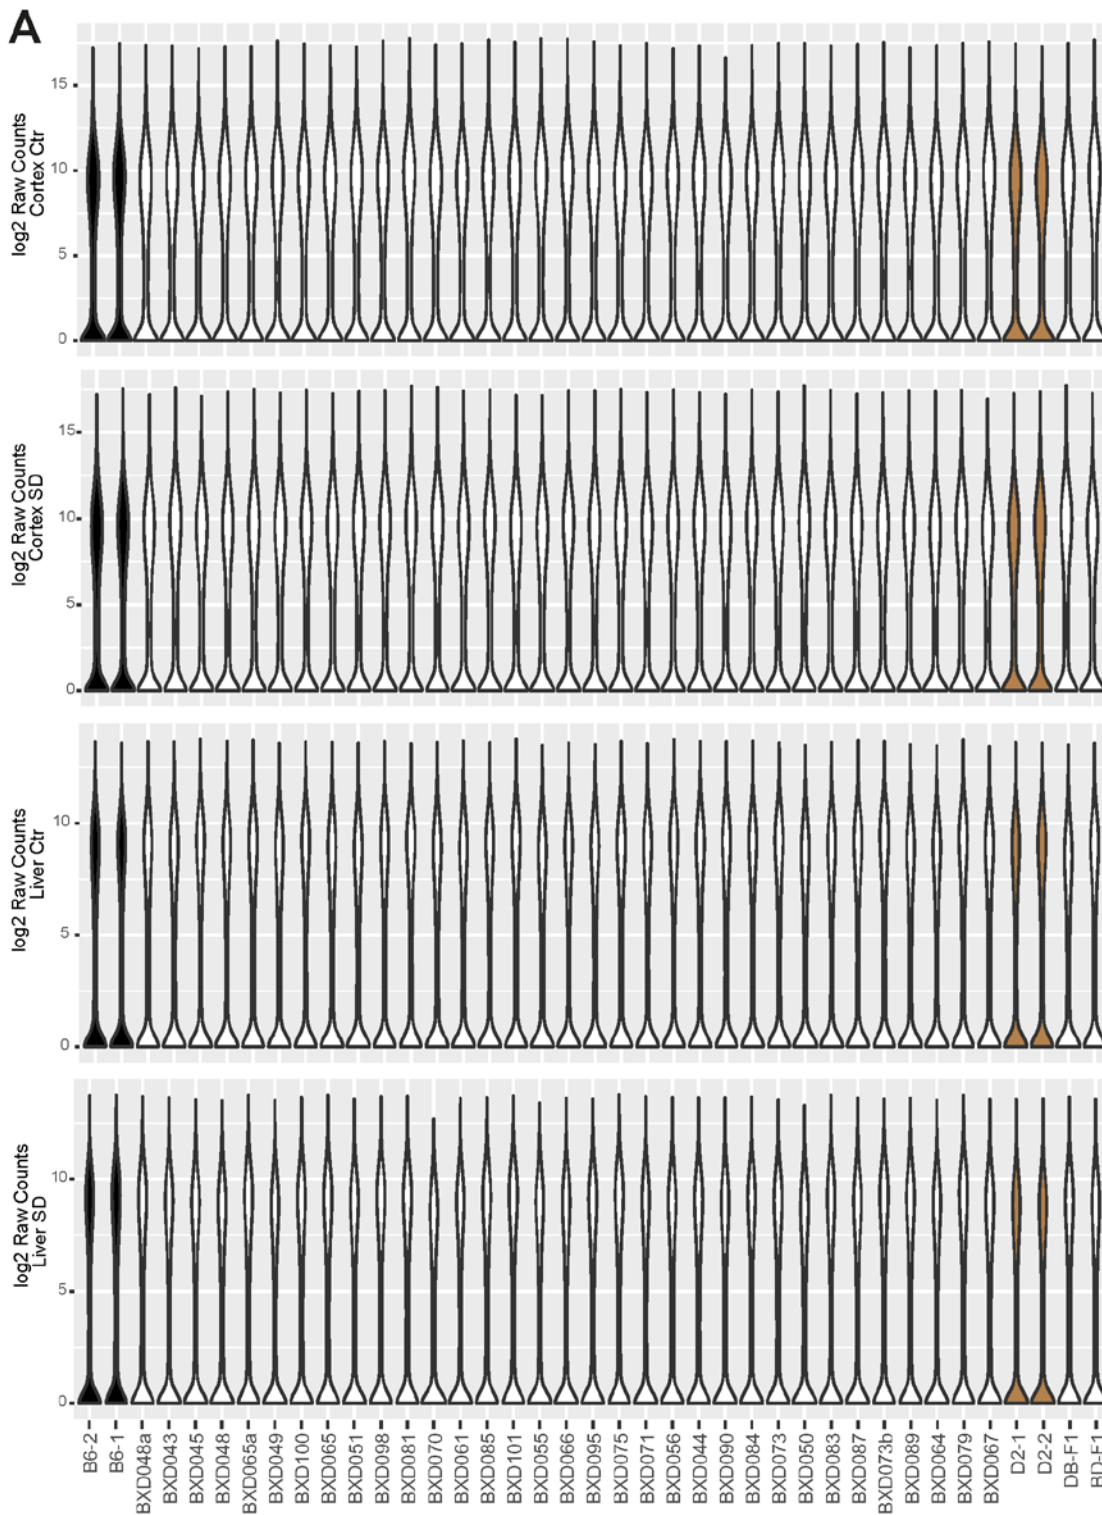 A
log2 Raw Counts
Cortex Ctr
15
10
5
0
log2 Raw Counts
Cortex SD
15
10
5
0
log2 Raw Counts
Liver Ctr
10
5
0
log2 Raw Counts
Liver SD
10
5
0
B6-2
B6-1
BXD048a
BXD043
BXD045
BXD048
BXD065a
BXD049
BXD100
BXD065
BXD051
BXD098
BXD081
BXD070
BXD061
BXD085
BXD101
BXD055
BXD066
BXD095
BXD075
BXD071
BXD056
BXD044
BXD090
BXD084
BXD073
BXD050
BXD083
BXD087
BXD073b
BXD089
BXD064
BXD079
BXD067
D2-1
D2-2
DB-F1
BD-F1